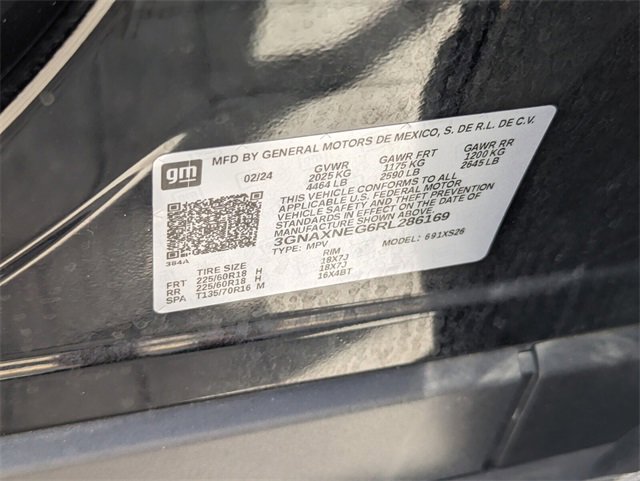 gm
MFD BY GENERAL MOTORS DE MEXICO, S. DE R.L. DE C.V.
02/24 GVWR GAWR FRT GAWR RR
2025 KG 1175 KG 1200 KG
4464 LB 2590 LB 2645 LB
THIS VEHICLE CONFORMS TO ALL
APPLICABLE U.S. FEDERAL MOTOR
VEHICLE SAFETY AND THEFT PREVENTION
STANDARDS IN EFFECT ON THE DATE OF
MANUFACTURE SHOWN ABOVE.
3GNAXNEG6RL286169
TYPE: MPV MODEL: 691XS26
384A
TIRE SIZE RIM
FRT 225/60R18 H 18X7J
RR 225/60R18 H 18X7J
SPA T135/70R16 M 16X4BT